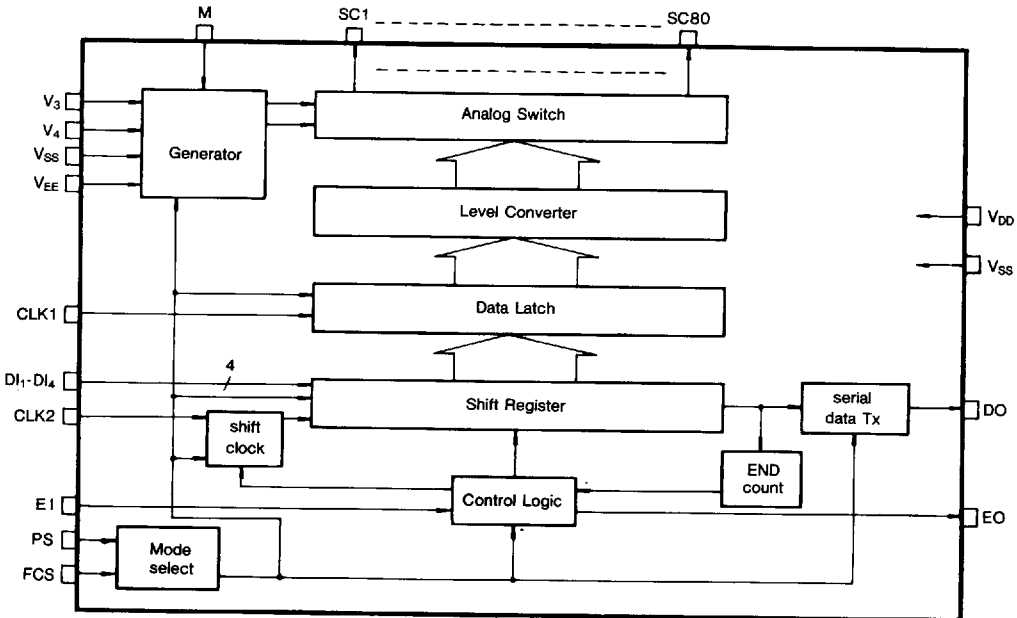 M SC1 SC80
V3
V4
VSS
VEE
Generator
Analog Switch
Level Converter
VDD
VSS
CLK1
Data Latch
DI1-DI4
4
CLK2
shift
clock
Shift Register
serial
data Tx
DO
END
count
E1
Control Logic
EO
PS
FCS
Mode
select